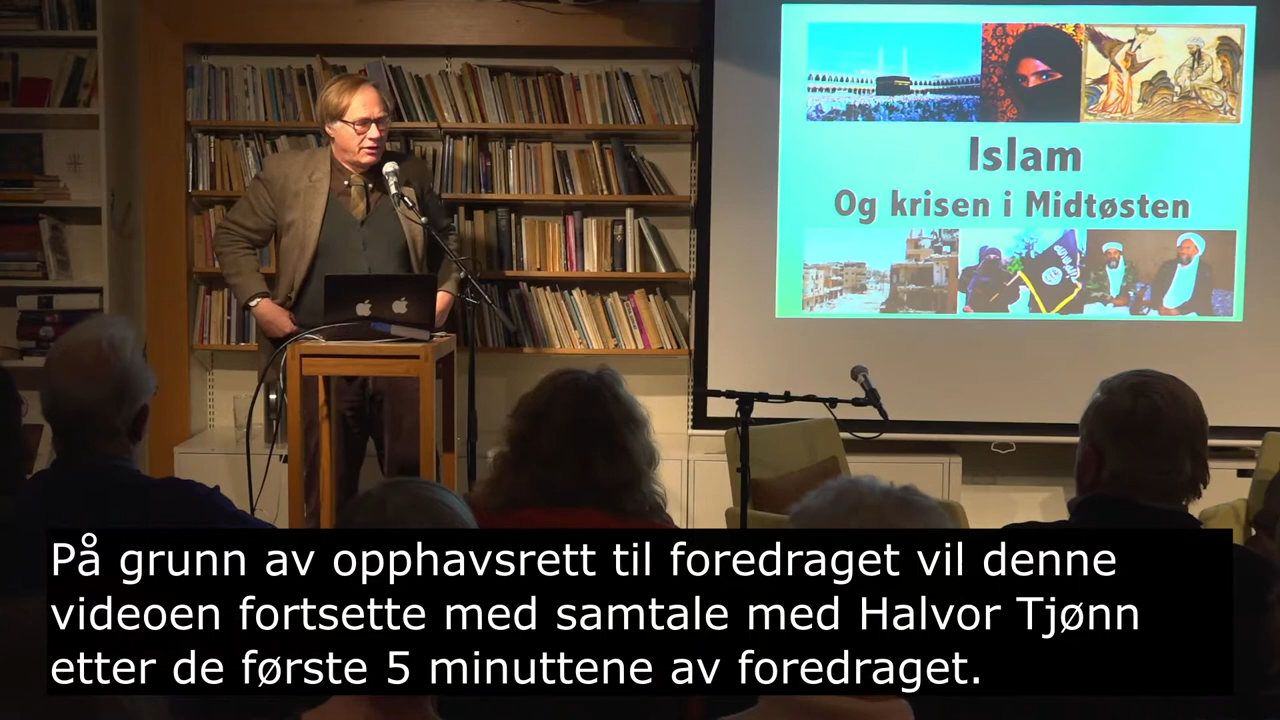 Islam
Og krisen i Midtøsten
På grunn av opphavsrett til foredraget vil denne
videoen fortsette med samtale med Halvor Tjønn
etter de første 5 minuttene av foredraget.